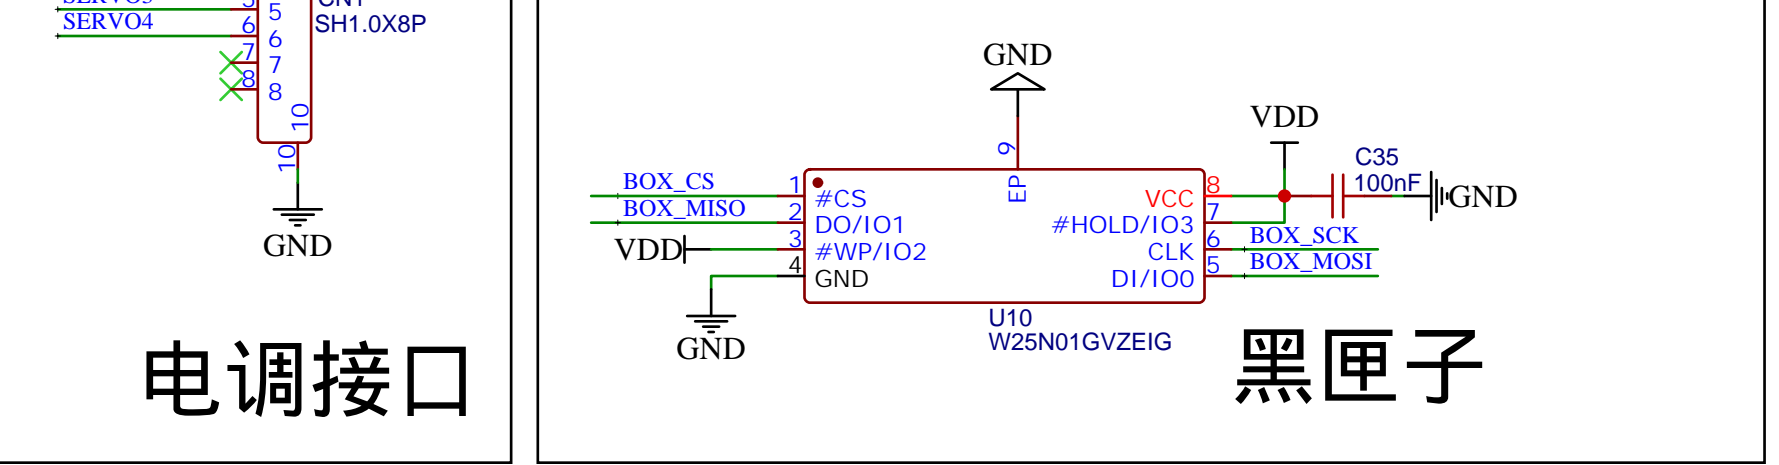 SERVO4
5
5
6
6
7
7
8
8
10
10
GND
CN1
SH1.0X8P
电调接口
GND
9
EP
VDD
C35
100nF
GND
BOX_CS
1
#CS
VCC
8
BOX_MISO
2
DO/IO1
#HOLD/IO3
7
VDD
3
#WP/IO2
CLK
6
BOX_SCK
4
GND
DI/IO0
5
BOX_MOSI
GND
U10
W25N01GVZEIG
黑匣子